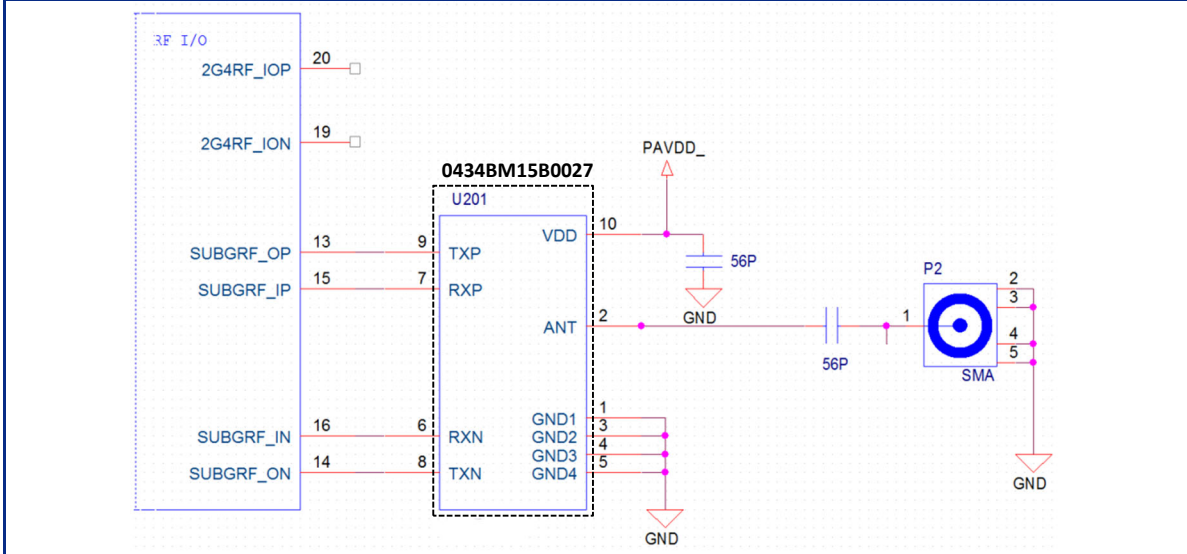 RF I/O
20
2G4RF_IOP
19
2G4RF_ION
PAVDD_
0434BM15B0027
U201
10
VDD
13
9
SUBGRF_OP
TXP
56P
P2
15
7
2
SUBGRF_IP
RXP
3
GND
2
1
ANT
4
5
56P
SMA
1
GND1
16
6
3
SUBGRF_IN
RXN
GND2
4
GND3
14
8
5
SUBGRF_ON
TXN
GND4
GND
GND